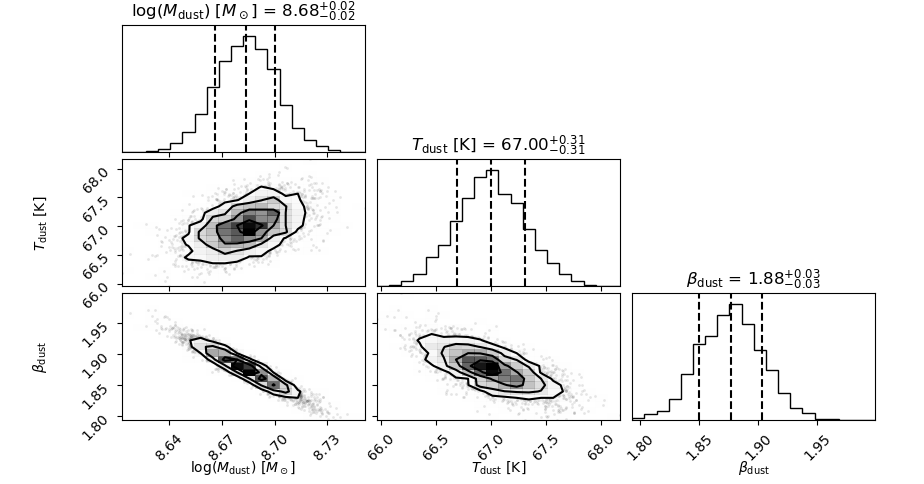 log(M_dust) [M_⊙] = 8.68^{+0.02}_{-0.02}
T_dust [K] = 67.00^{+0.31}_{-0.31}
68.0
67.5
67.0
66.5
66.0
T_dust [K]
β_dust = 1.88^{+0.03}_{-0.03}
1.95
1.90
1.85
1.80
β_dust
8.64 8.67 8.70 8.73
66.0 66.5 67.0 67.5 68.0
1.80 1.85 1.90 1.95
log(M_dust) [M_⊙]
T_dust [K]
β_dust